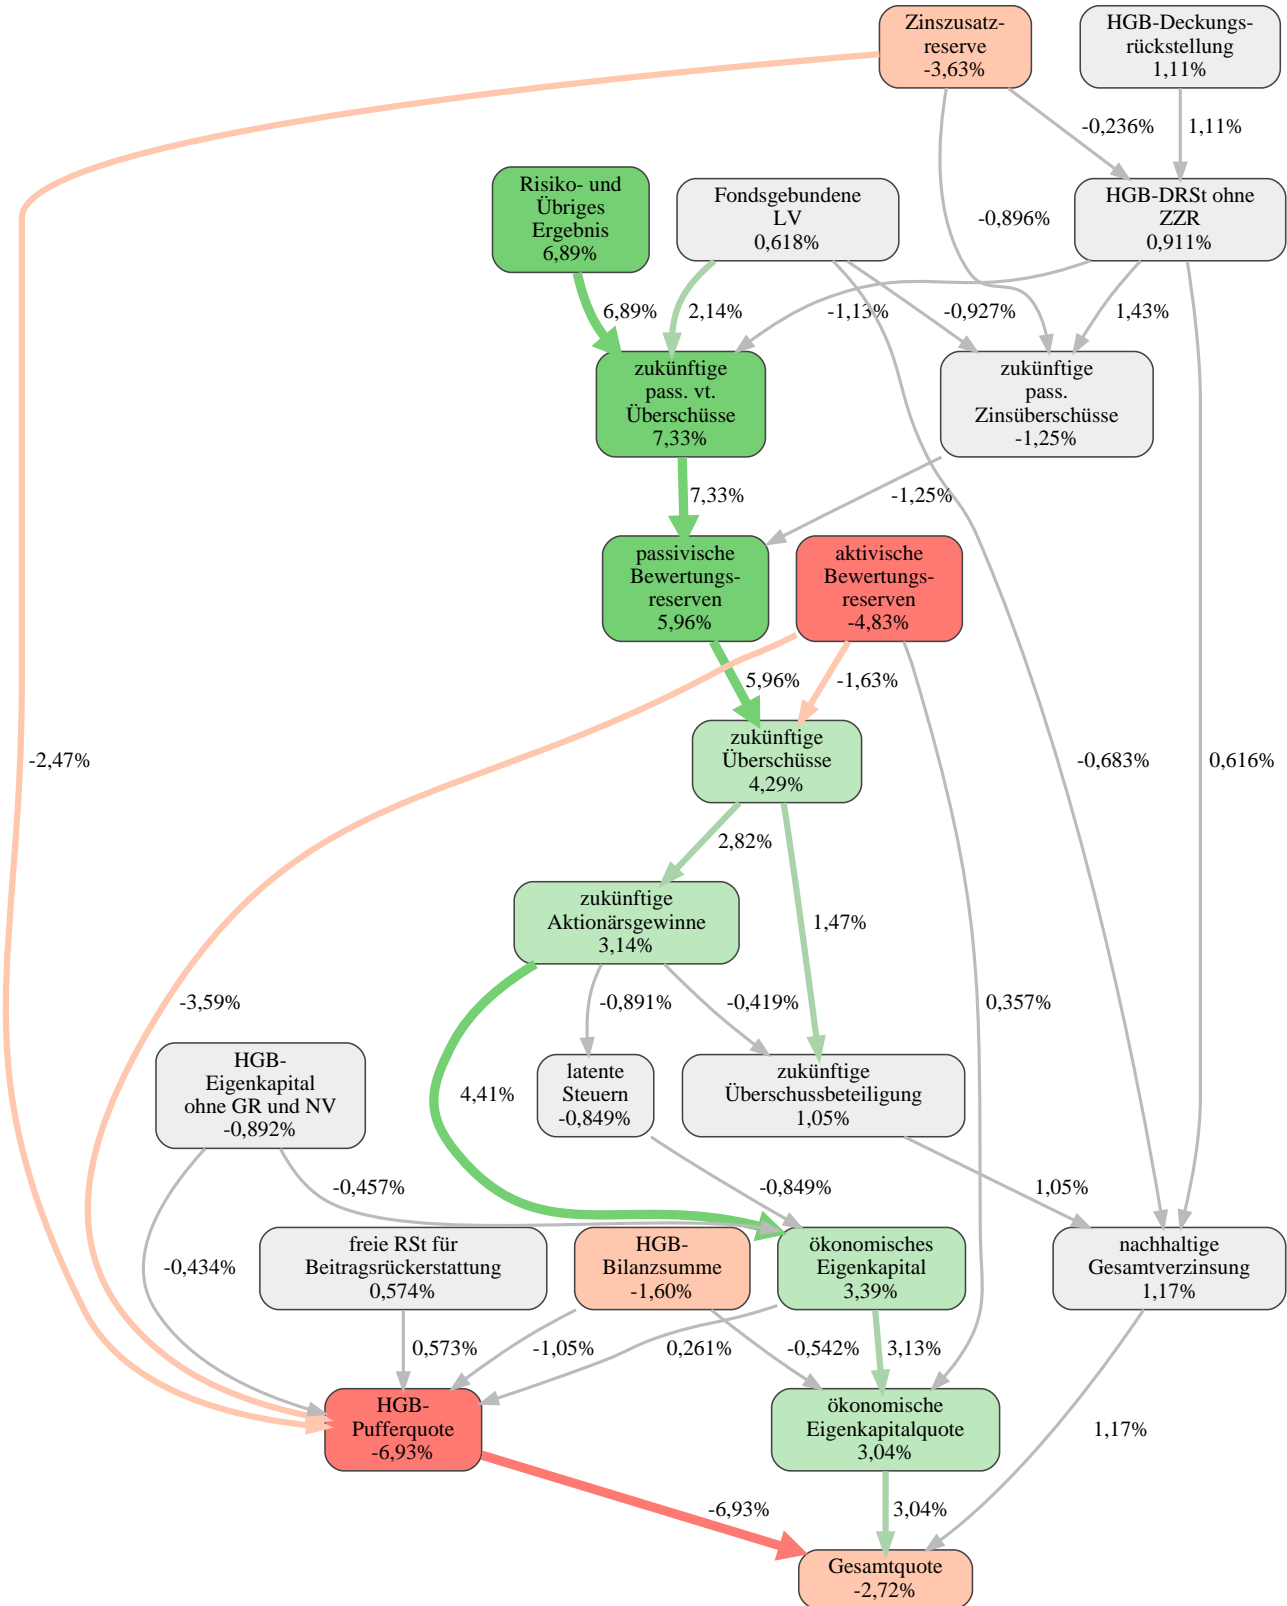 Zinszusatz-
reserve
-3,63%
HGB-Deckungs-
rückstellung
1,11%
-0,236%
1,11%
Risiko- und
Übriges
Ergebnis
6,89%
Fondsgebundene
LV
0,618%
-0,896%
HGB-DRSt ohne
ZZR
0,911%
6,89%
2,14%
-1,13%
-0,927%
1,43%
zukünftige
pass. vt.
Überschüsse
7,33%
zukünftige
pass.
Zinsüberschüsse
-1,25%
7,33%
-1,25%
passivische
Bewertungs-
reserven
5,96%
aktivische
Bewertungs-
reserven
-4,83%
5,96%
-1,63%
zukünftige
Überschüsse
4,29%
-2,47%
-0,683%
0,616%
2,82%
zukünftige
Aktionärsgewinne
3,14%
1,47%
-3,59%
-0,891%
-0,419%
0,357%
HGB-
Eigenkapital
ohne GR und NV
-0,892%
4,41%
latente
Steuern
-0,849%
zukünftige
Überschussbeteiligung
1,05%
-0,457%
-0,849%
1,05%
-0,434%
freie RSt für
Beitragsrückerstattung
0,574%
HGB-
Bilanzsumme
-1,60%
ökonomisches
Eigenkapital
3,39%
nachhaltige
Gesamtverzinsung
1,17%
0,573%
-1,05%
0,261%
-0,542%
3,13%
HGB-
Pufferquote
-6,93%
ökonomische
Eigenkapitalquote
3,04%
1,17%
-6,93%
3,04%
Gesamtquote
-2,72%